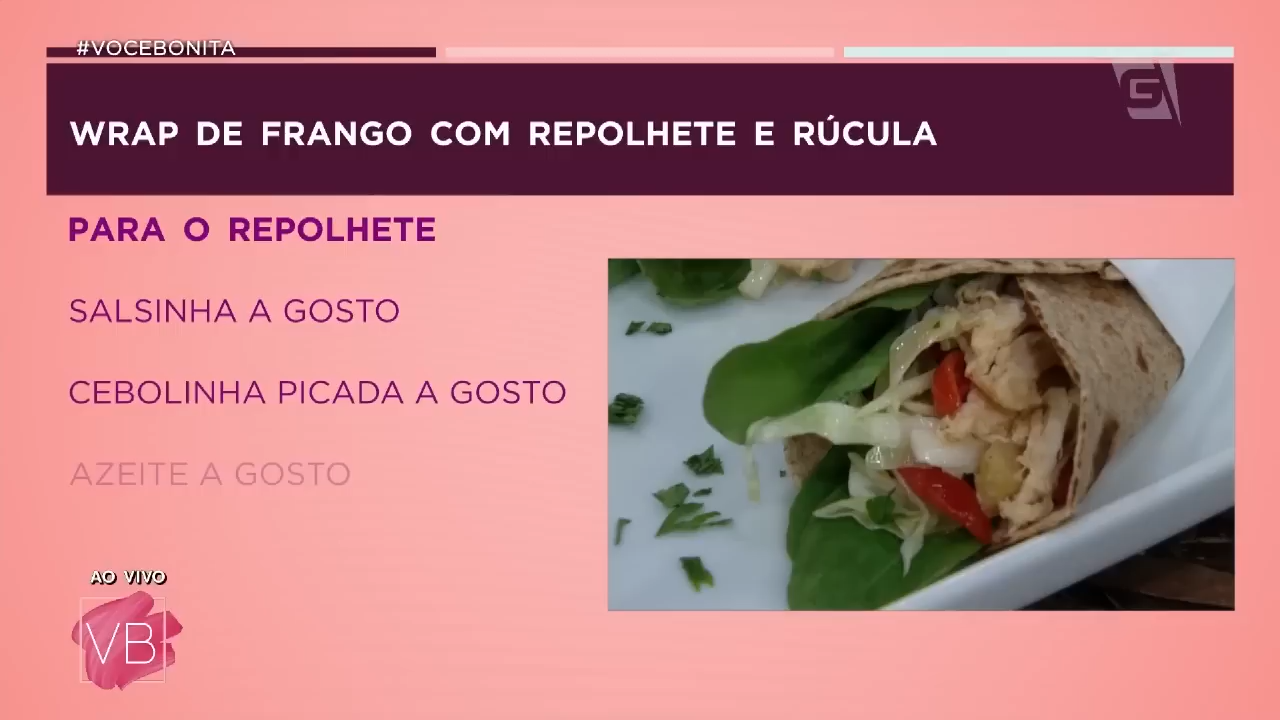 #VOCEBONITA
WRAP DE FRANGO COM REPOLHETE E RÚCULA
PARA O REPOLHETE
SALSINHA A GOSTO
CEBOLINHA PICADA A GOSTO
AZEITE A GOSTO
AO VIVO
VB